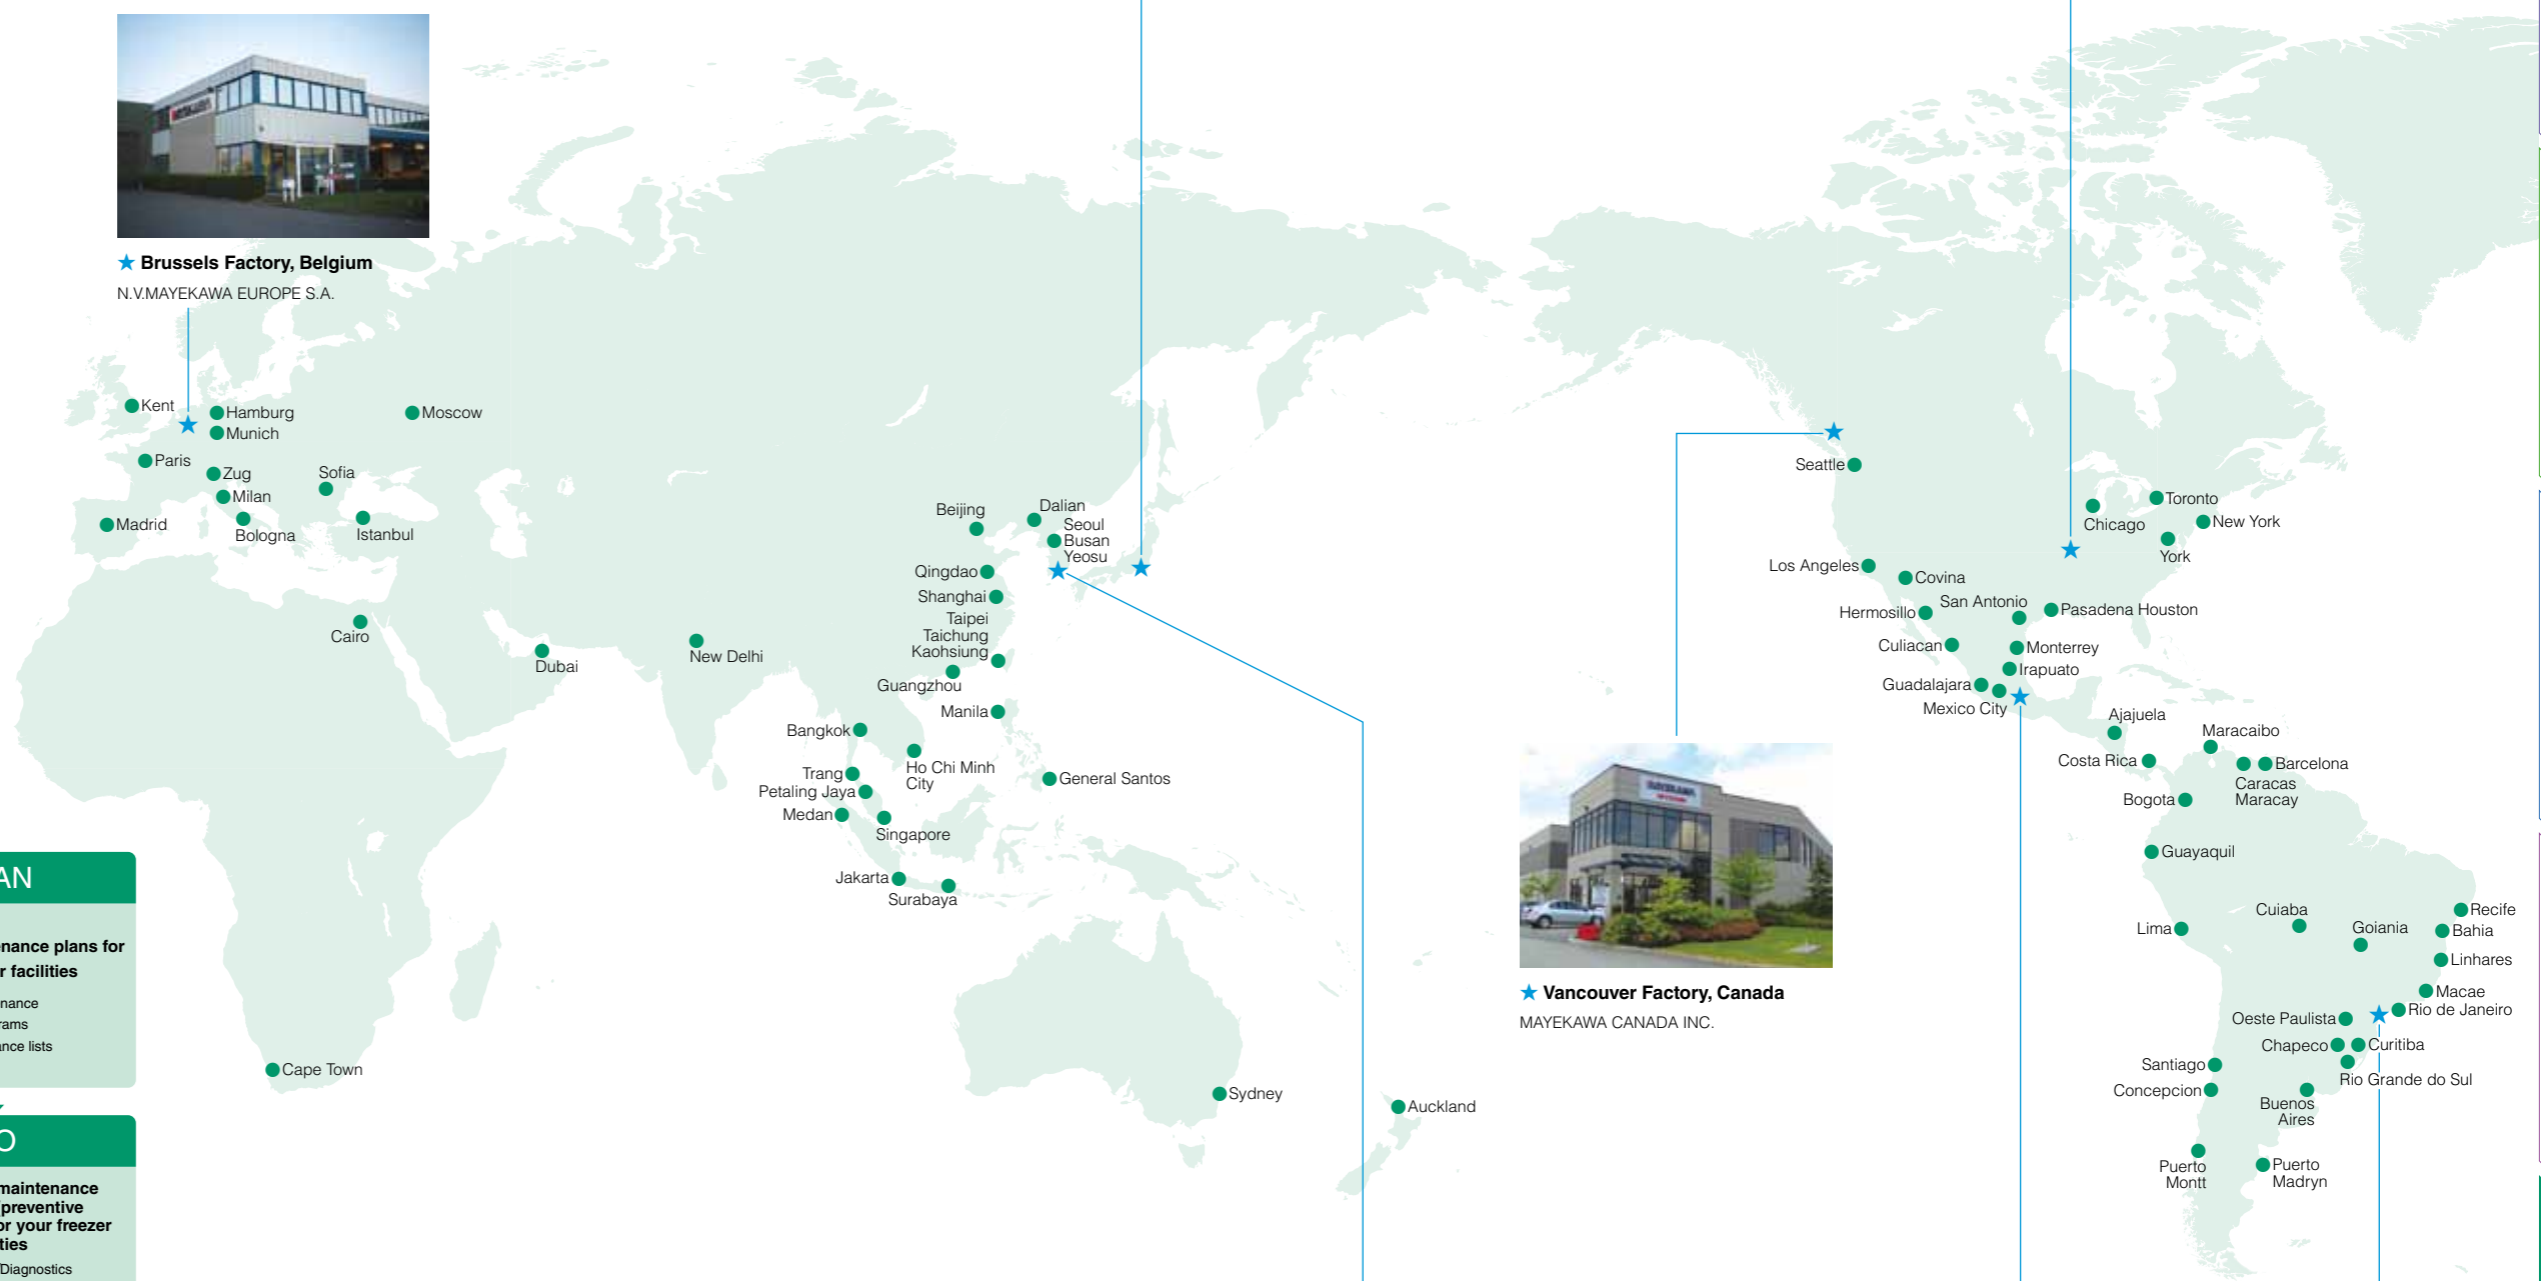 ★ Brussels Factory, Belgium
N.V.MAYEKAWA EUROPE S.A.
Kent
Hamburg
Munich
Moscow
Paris
Zug
Sofia
Milan
Madrid
Bologna
Istanbul
Cairo
Dubai
New Delhi
Beijing
Dalian
Seoul
Busan
Yeosu
Qingdao
Shanghai
Taipei
Taichung
Kaohsiung
Guangzhou
Manila
Bangkok
Ho Chi Minh
City
Trang
Petaling Jaya
Medan
Singapore
General Santos
Jakarta
Surabaya
Cape Town
Sydney
Auckland
Seattle
Toronto
Chicago
New York
York
Los Angeles
Covina
Hermosillo
San Antonio
Pasadena Houston
Culiacan
Monterrey
Irapuato
Guadalajara
Mexico City
Ajajuela
Maracaibo
Costa Rica
Barcelona
Caracas
Maracay
Bogota
Guayaquil
Lima
Cuiaba
Goiania
Recife
Bahia
Linhares
Macae
Rio de Janeiro
Oeste Paulista
Chapeco
Curitiba
Rio Grande do Sul
Santiago
Concepcion
Buenos
Aires
Puerto
Montt
Puerto
Madryn
★ Vancouver Factory, Canada
MAYEKAWA CANADA INC.
AN
enance plans for
r facilities
nance
rams
ance lists
O
maintenance
preventive
or your freezer
ties
/Diagnostics